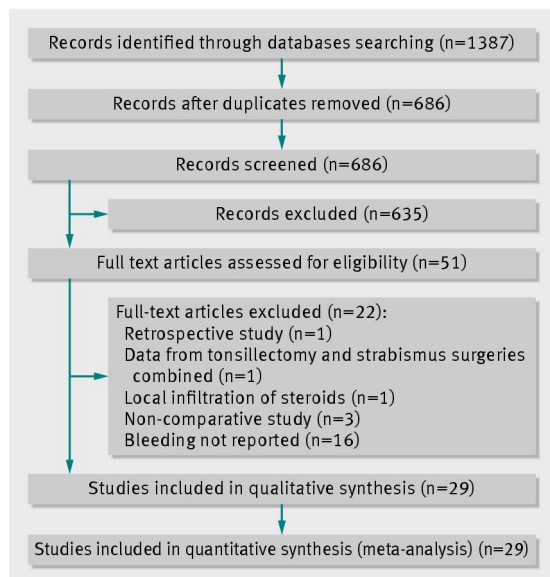 Records identified through databases searching (n=1387)
Records after duplicates removed (n=686)
Records screened (n=686)
Records excluded (n=635)
Full text articles assessed for eligibility (n=51)
Full-text articles excluded (n=22):
Retrospective study (n=1)
Data from tonsillectomy and strabismus surgeries
combined (n=1)
Local infiltration of steroids (n=1)
Non-comparative study (n=3)
Bleeding not reported (n=16)
Studies included in qualitative synthesis (n=29)
Studies included in quantitative synthesis (meta-analysis) (n=29)